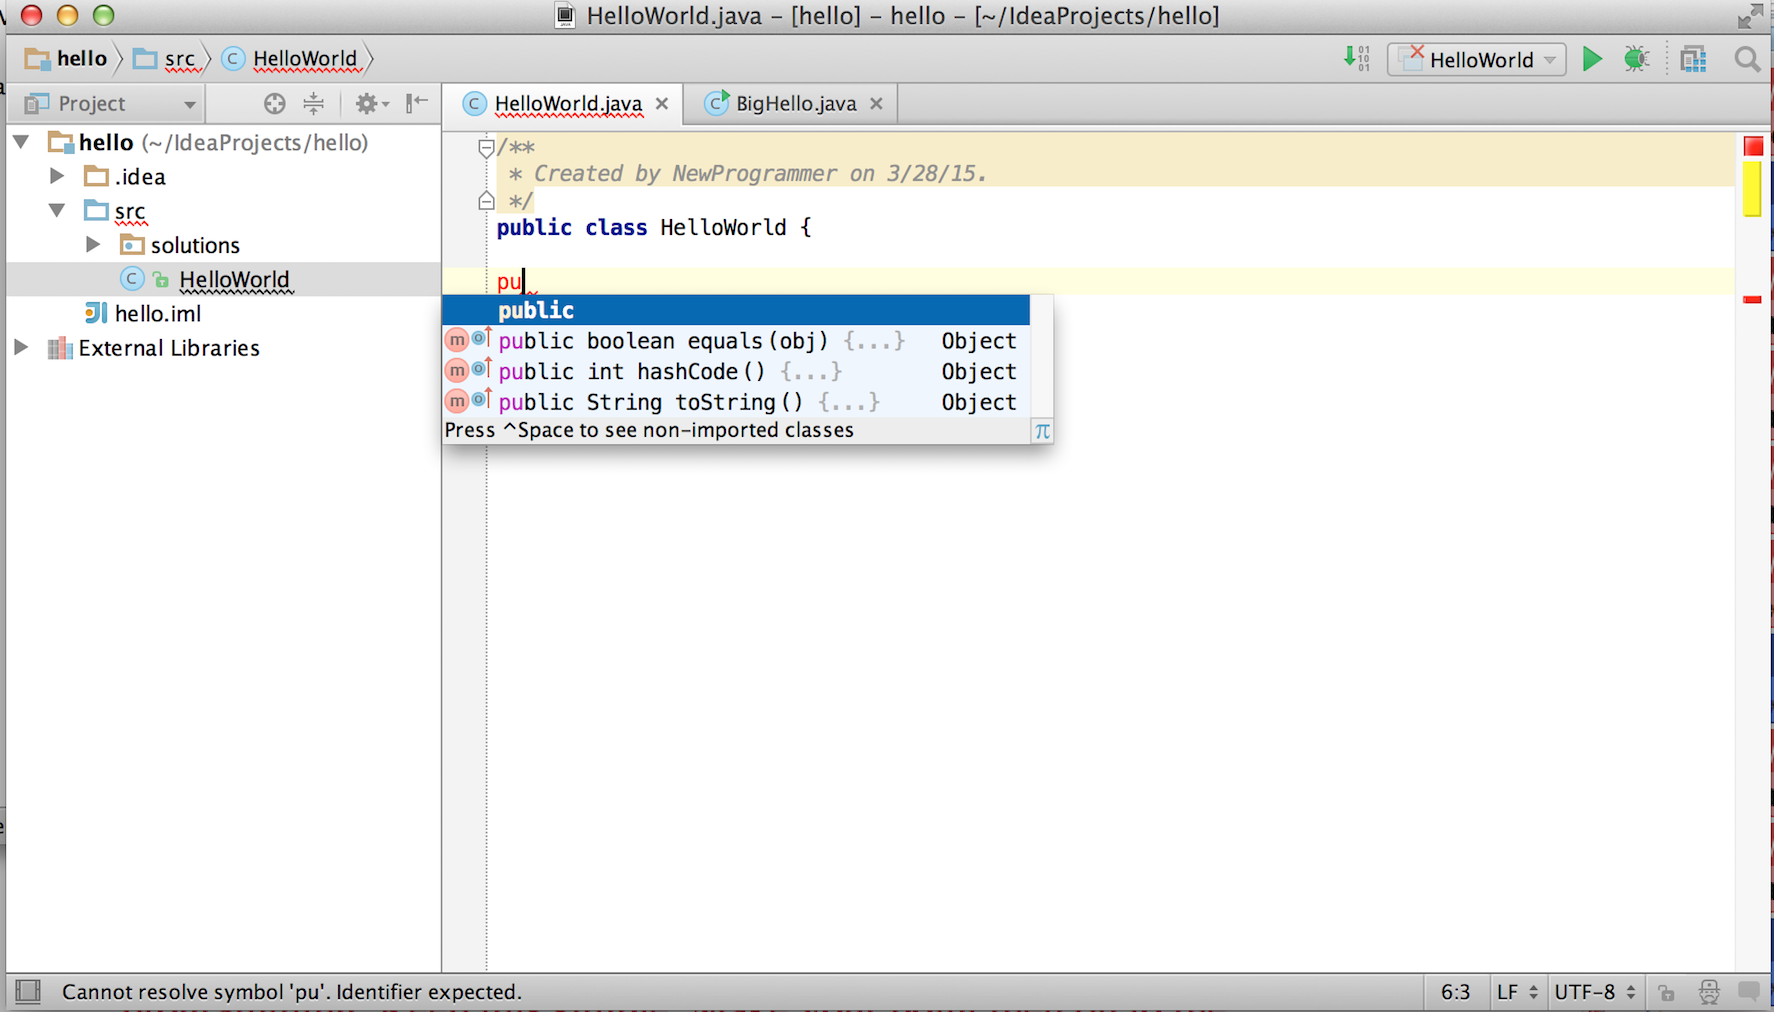 HelloWorld.java – [hello] – hello – [~/IdeaProjects/hello]
hello src HelloWorld HelloWorld
Project HelloWorld.java BigHello.java
hello (~/IdeaProjects/hello)
.idea
src
solutions
HelloWorld
hello.iml
External Libraries
/**
* Created by NewProgrammer on 3/28/15.
*/
public class HelloWorld {
pu
public
public boolean equals(obj) {...} Object
public int hashCode() {...} Object
public String toString() {...} Object
Press ^Space to see non-imported classes π
Cannot resolve symbol 'pu'. Identifier expected. 6:3 LF UTF-8